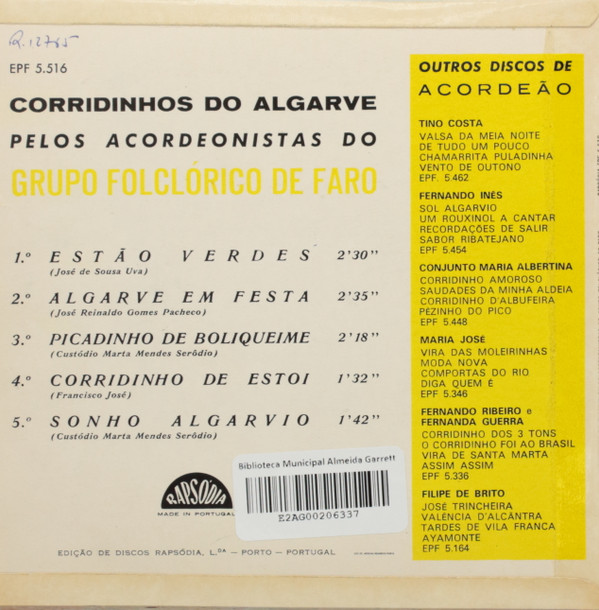 R.12785
EPF 5.516
CORRIDINHOS DO ALGARVE
PELOS ACORDEONISTAS DO
GRUPO FOLCLÓRICO DE FARO
1.º ESTÃO VERDES 2'30''
(José de Sousa Uva)
2.º ALGARVE EM FESTA 2'35''
(José Reinaldo Gomes Pacheco)
3.º PICADINHO DE BOLIQUEIME 2'18''
(Custódio Marta Mendes Serôdio)
4.º CORRIDINHO DE ESTOI 1'32''
(Francisco José)
5.º SONHO ALGARVIO 1'42''
(Custódio Marta Mendes Serôdio)
RAPSÓDIA
MADE IN PORTUGAL
Biblioteca Municipal Almeida Garrett
E2AG00206337
EDIÇÃO DE DISCOS RAPSÓDIA, L.DA — PORTO — PORTUGAL
OUTROS DISCOS DE
ACORDEÃO
TINO COSTA
VALSA DA MEIA NOITE
DE TUDO UM POUCO
CHAMARRITA PULADINHA
VENTO DE OUTONO
EPF. 5.462
FERNANDO INÊS
SOL ALGARVIO
UM ROUXINOL A CANTAR
RECORDAÇÕES DE SALIR
SABOR RIBATEJANO
EPF 5.454
CONJUNTO MARIA ALBERTINA
CORRIDINHO AMOROSO
SAUDADES DA MINHA ALDEIA
CORRIDINHO D'ALBUFEIRA
PEZINHO DO PICO
EPF 5.448
MARIA JOSÉ
VIRA DAS MOLEIRINHAS
MODA NOVA
COMPORTAS DO RIO
DIGA QUEM É
EPF 5.346
FERNANDO RIBEIRO e
FERNANDA GUERRA
CORRIDINHO DOS 3 TONS
O CORRIDINHO FOI AO BRASIL
VIRA DE SANTA MARTA
ASSIM ASSIM
EPF 5.336
FILIPE DE BRITO
JOSÉ TRINCHEIRA
VALENCIA D'ALCÂNTRA
TARDES DE VILA FRANCA
AYAMONTE
EPF 5.164